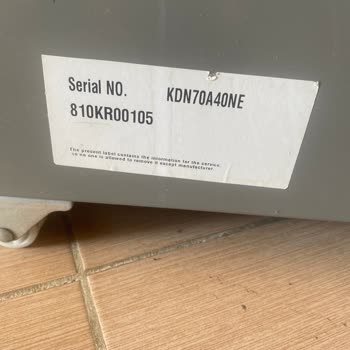 Serial NO. KDN70A40NE
810KR00105
The present label contains the information for the service.
so no one is allowed to remove it except manufacturer.